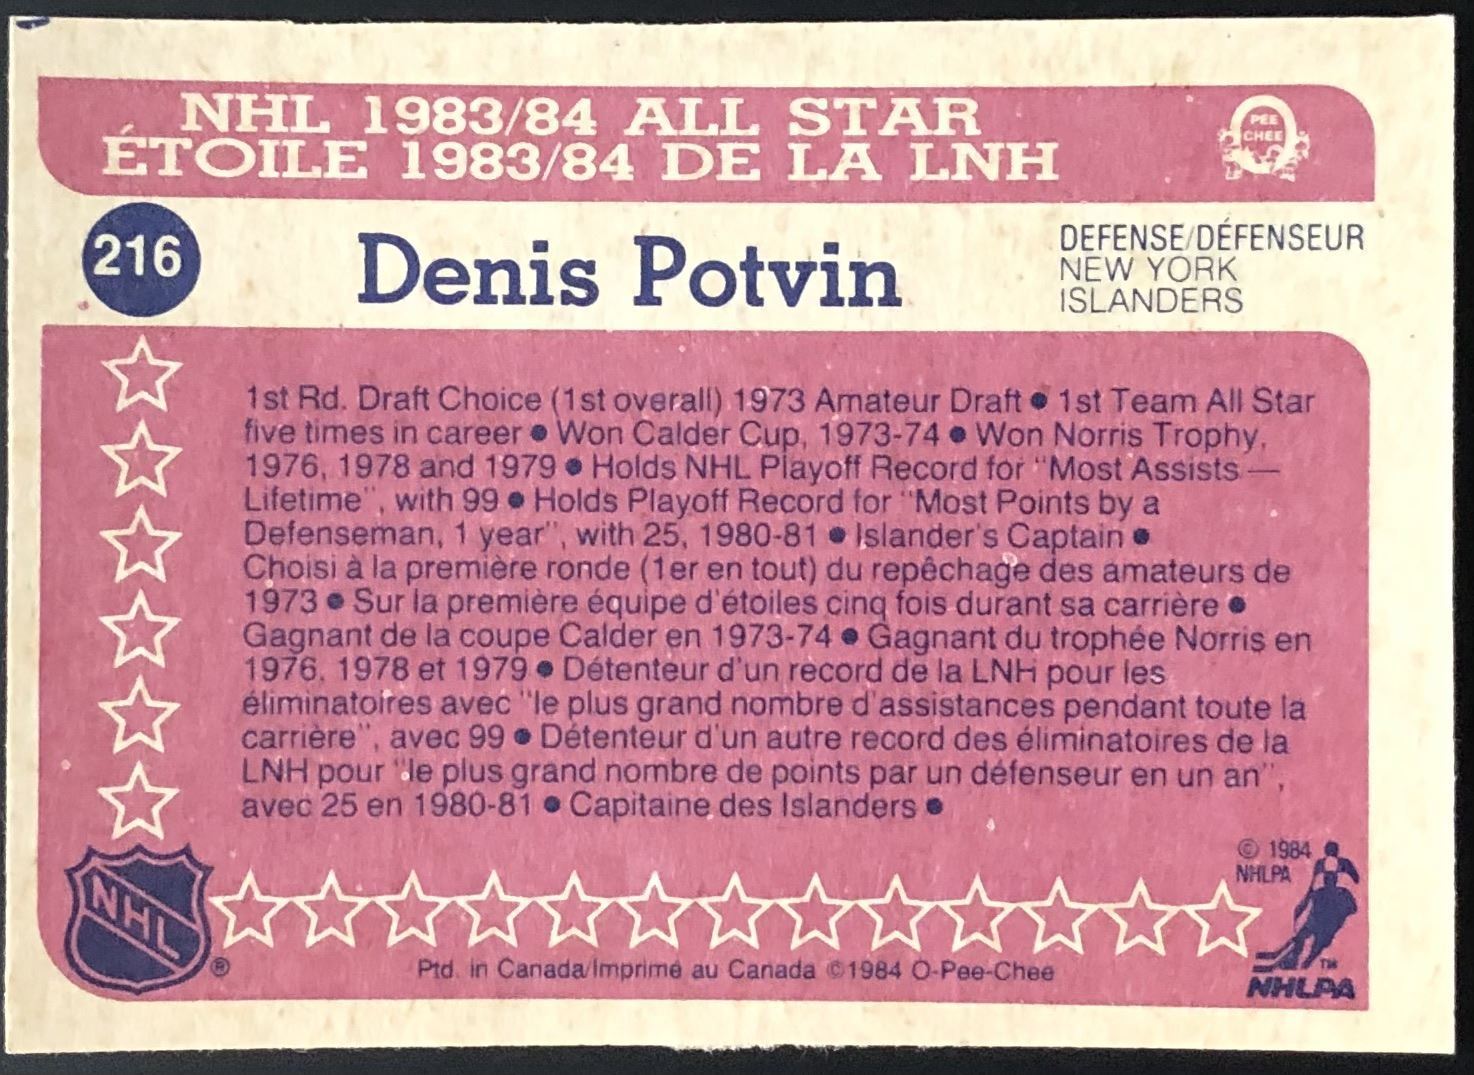 NHL 1983/84 ALL STAR
ÉTOILE 1983/84 DE LA LNH
PEE
CHEE
216
Denis Potvin
DEFENSE/DÉFENSEUR
NEW YORK
ISLANDERS
1st Rd. Draft Choice (1st overall) 1973 Amateur Draft ● 1st Team All Star
five times in career ● Won Calder Cup, 1973-74 ● Won Norris Trophy,
1976, 1978 and 1979 ● Holds NHL Playoff Record for "Most Assists —
Lifetime", with 99 ● Holds Playoff Record for "Most Points by a
Defenseman, 1 year", with 25, 1980-81 ● Islander's Captain ●
Choisi à la première ronde (1er en tout) du repêchage des amateurs de
1973 ● Sur la première équipe d'étoiles cinq fois durant sa carrière ●
Gagnant de la coupe Calder en 1973-74 ● Gagnant du trophée Norris en
1976, 1978 et 1979 ● Détenteur d'un record de la LNH pour les
éliminatoires avec "le plus grand nombre d'assistances pendant toute la
carrière", avec 99 ● Détenteur d'un autre record des éliminatoires de la
LNH pour "le plus grand nombre de points par un défenseur en un an",
avec 25 en 1980-81 ● Capitaine des Islanders ●
© 1984
NHLPA
NHL
®
Ptd. in Canada/Imprimé au Canada ©1984 O-Pee-Chee
TM
NHLPA